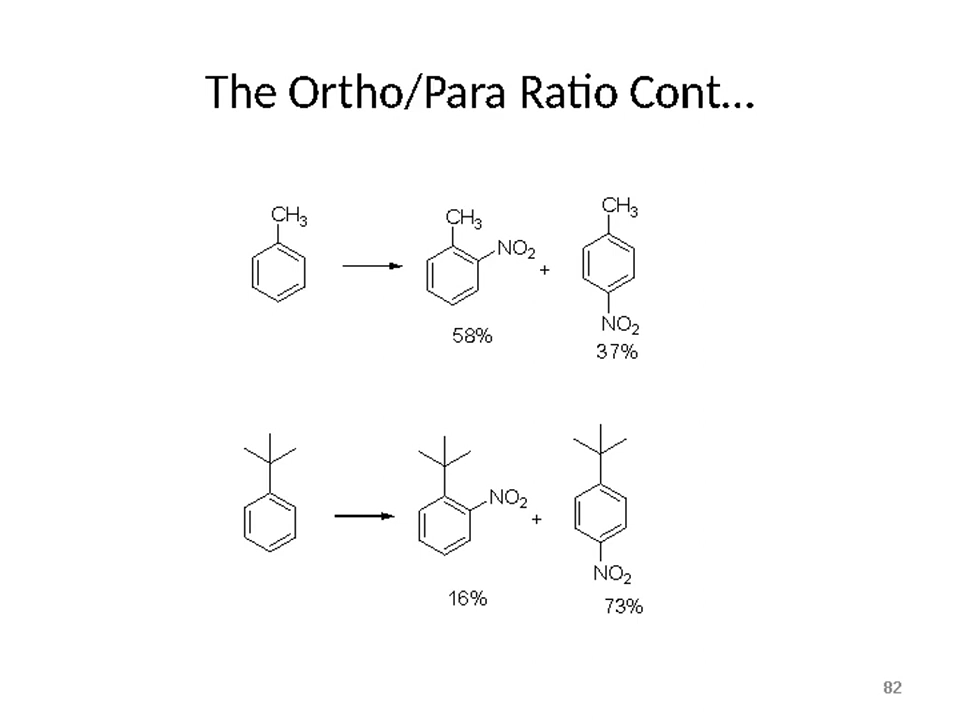 The Ortho/Para Ratio Cont...
CH3
CH3
CH3
NO2
+
NO2
58%
37%
NO2
+
NO2
16%
73%
82